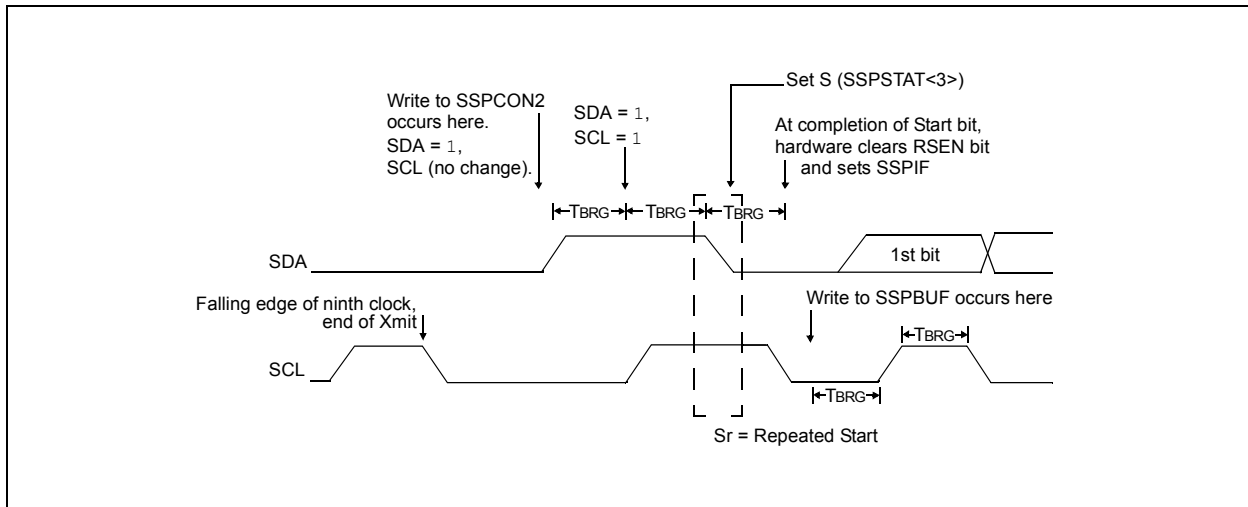 Set S (SSPSTAT<3>)
Write to SSPCON2
occurs here.
SDA = 1,
SCL (no change).
SDA = 1,
SCL = 1
At completion of Start bit,
hardware clears RSEN bit
and sets SSPIF
TBRG
TBRG
TBRG
SDA
1st bit
Falling edge of ninth clock,
end of Xmit
Write to SSPBUF occurs here
TBRG
SCL
TBRG
Sr = Repeated Start